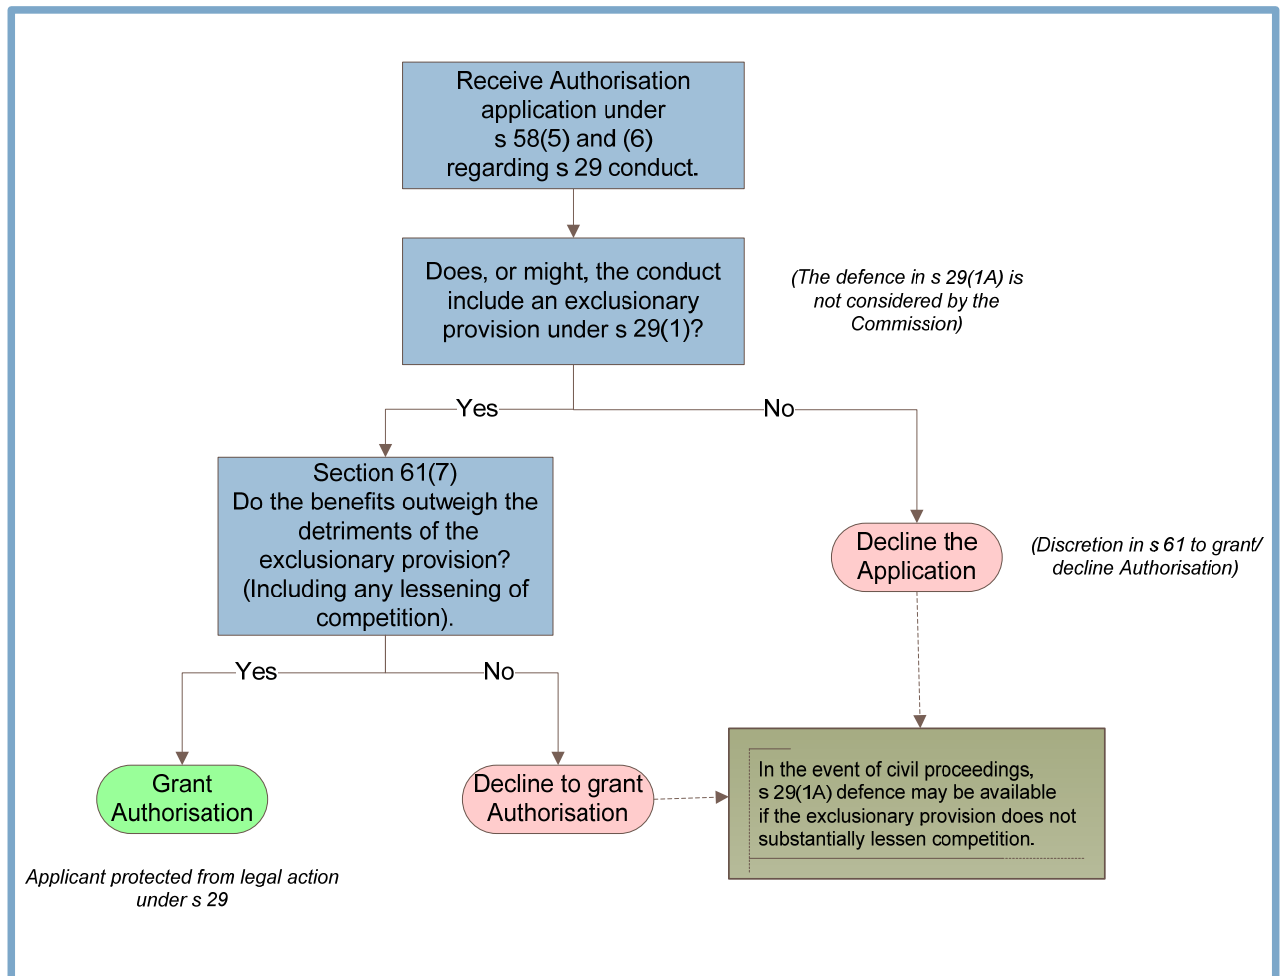 Receive Authorisation
application under
s 58(5) and (6)
regarding s 29 conduct.
Does, or might, the conduct
include an exclusionary
provision under s 29(1)?
(The defence in s 29(1A) is
not considered by the
Commission)
Yes
No
Section 61(7)
Do the benefits outweigh the
detriments of the
exclusionary provision?
(Including any lessening of
competition).
Decline the
Application
(Discretion in s 61 to grant/
decline Authorisation)
Yes
No
Grant
Authorisation
Decline to grant
Authorisation
In the event of civil proceedings,
s 29(1A) defence may be available
if the exclusionary provision does not
substantially lessen competition.
Applicant protected from legal action
under s 29